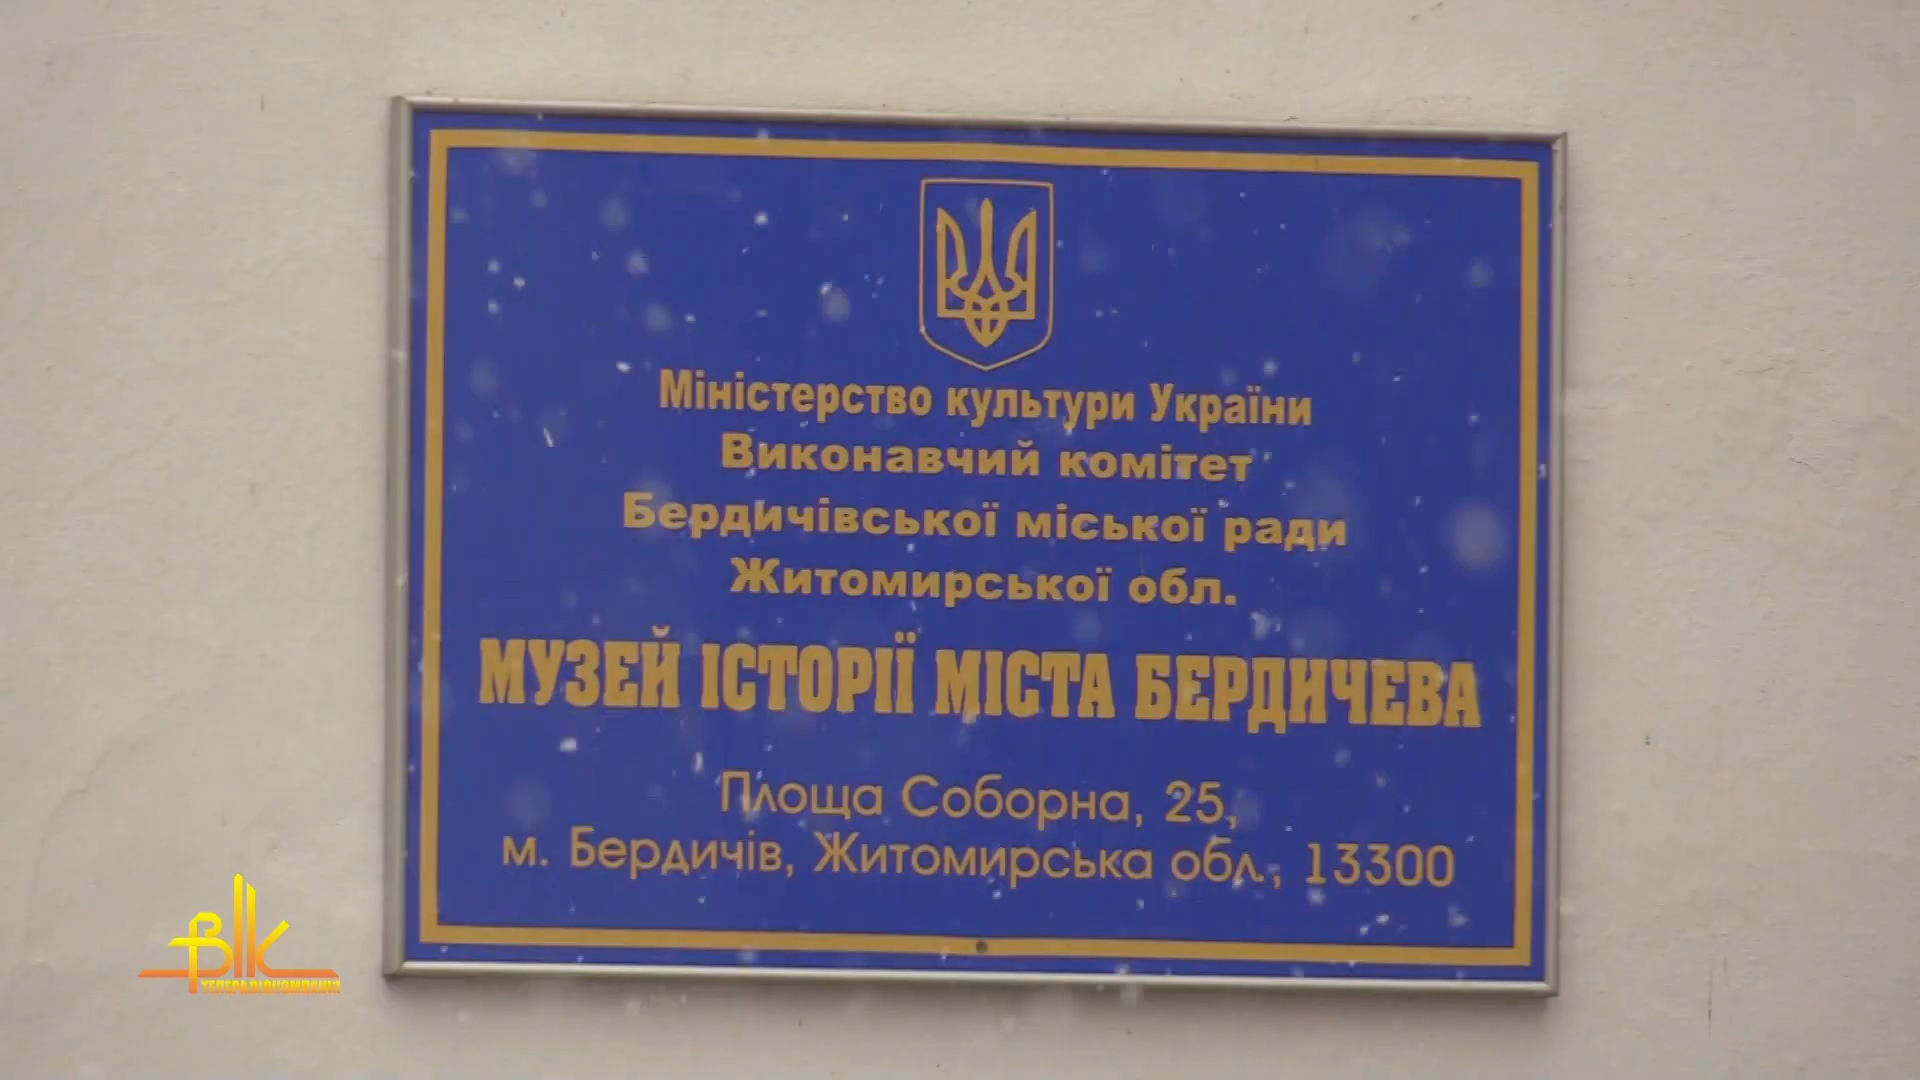 Міністерство культури України
Виконавчий комітет
Бердичівської міської ради
Житомирської обл.
МУЗЕЙ ІСТОРІЇ МІСТА БЕРДИЧЕВА
Площа Соборна, 25,
м. Бердичів, Житомирська обл., 13300
ВІК
ТЕЛЕРАДІОКОМПАНІЯ